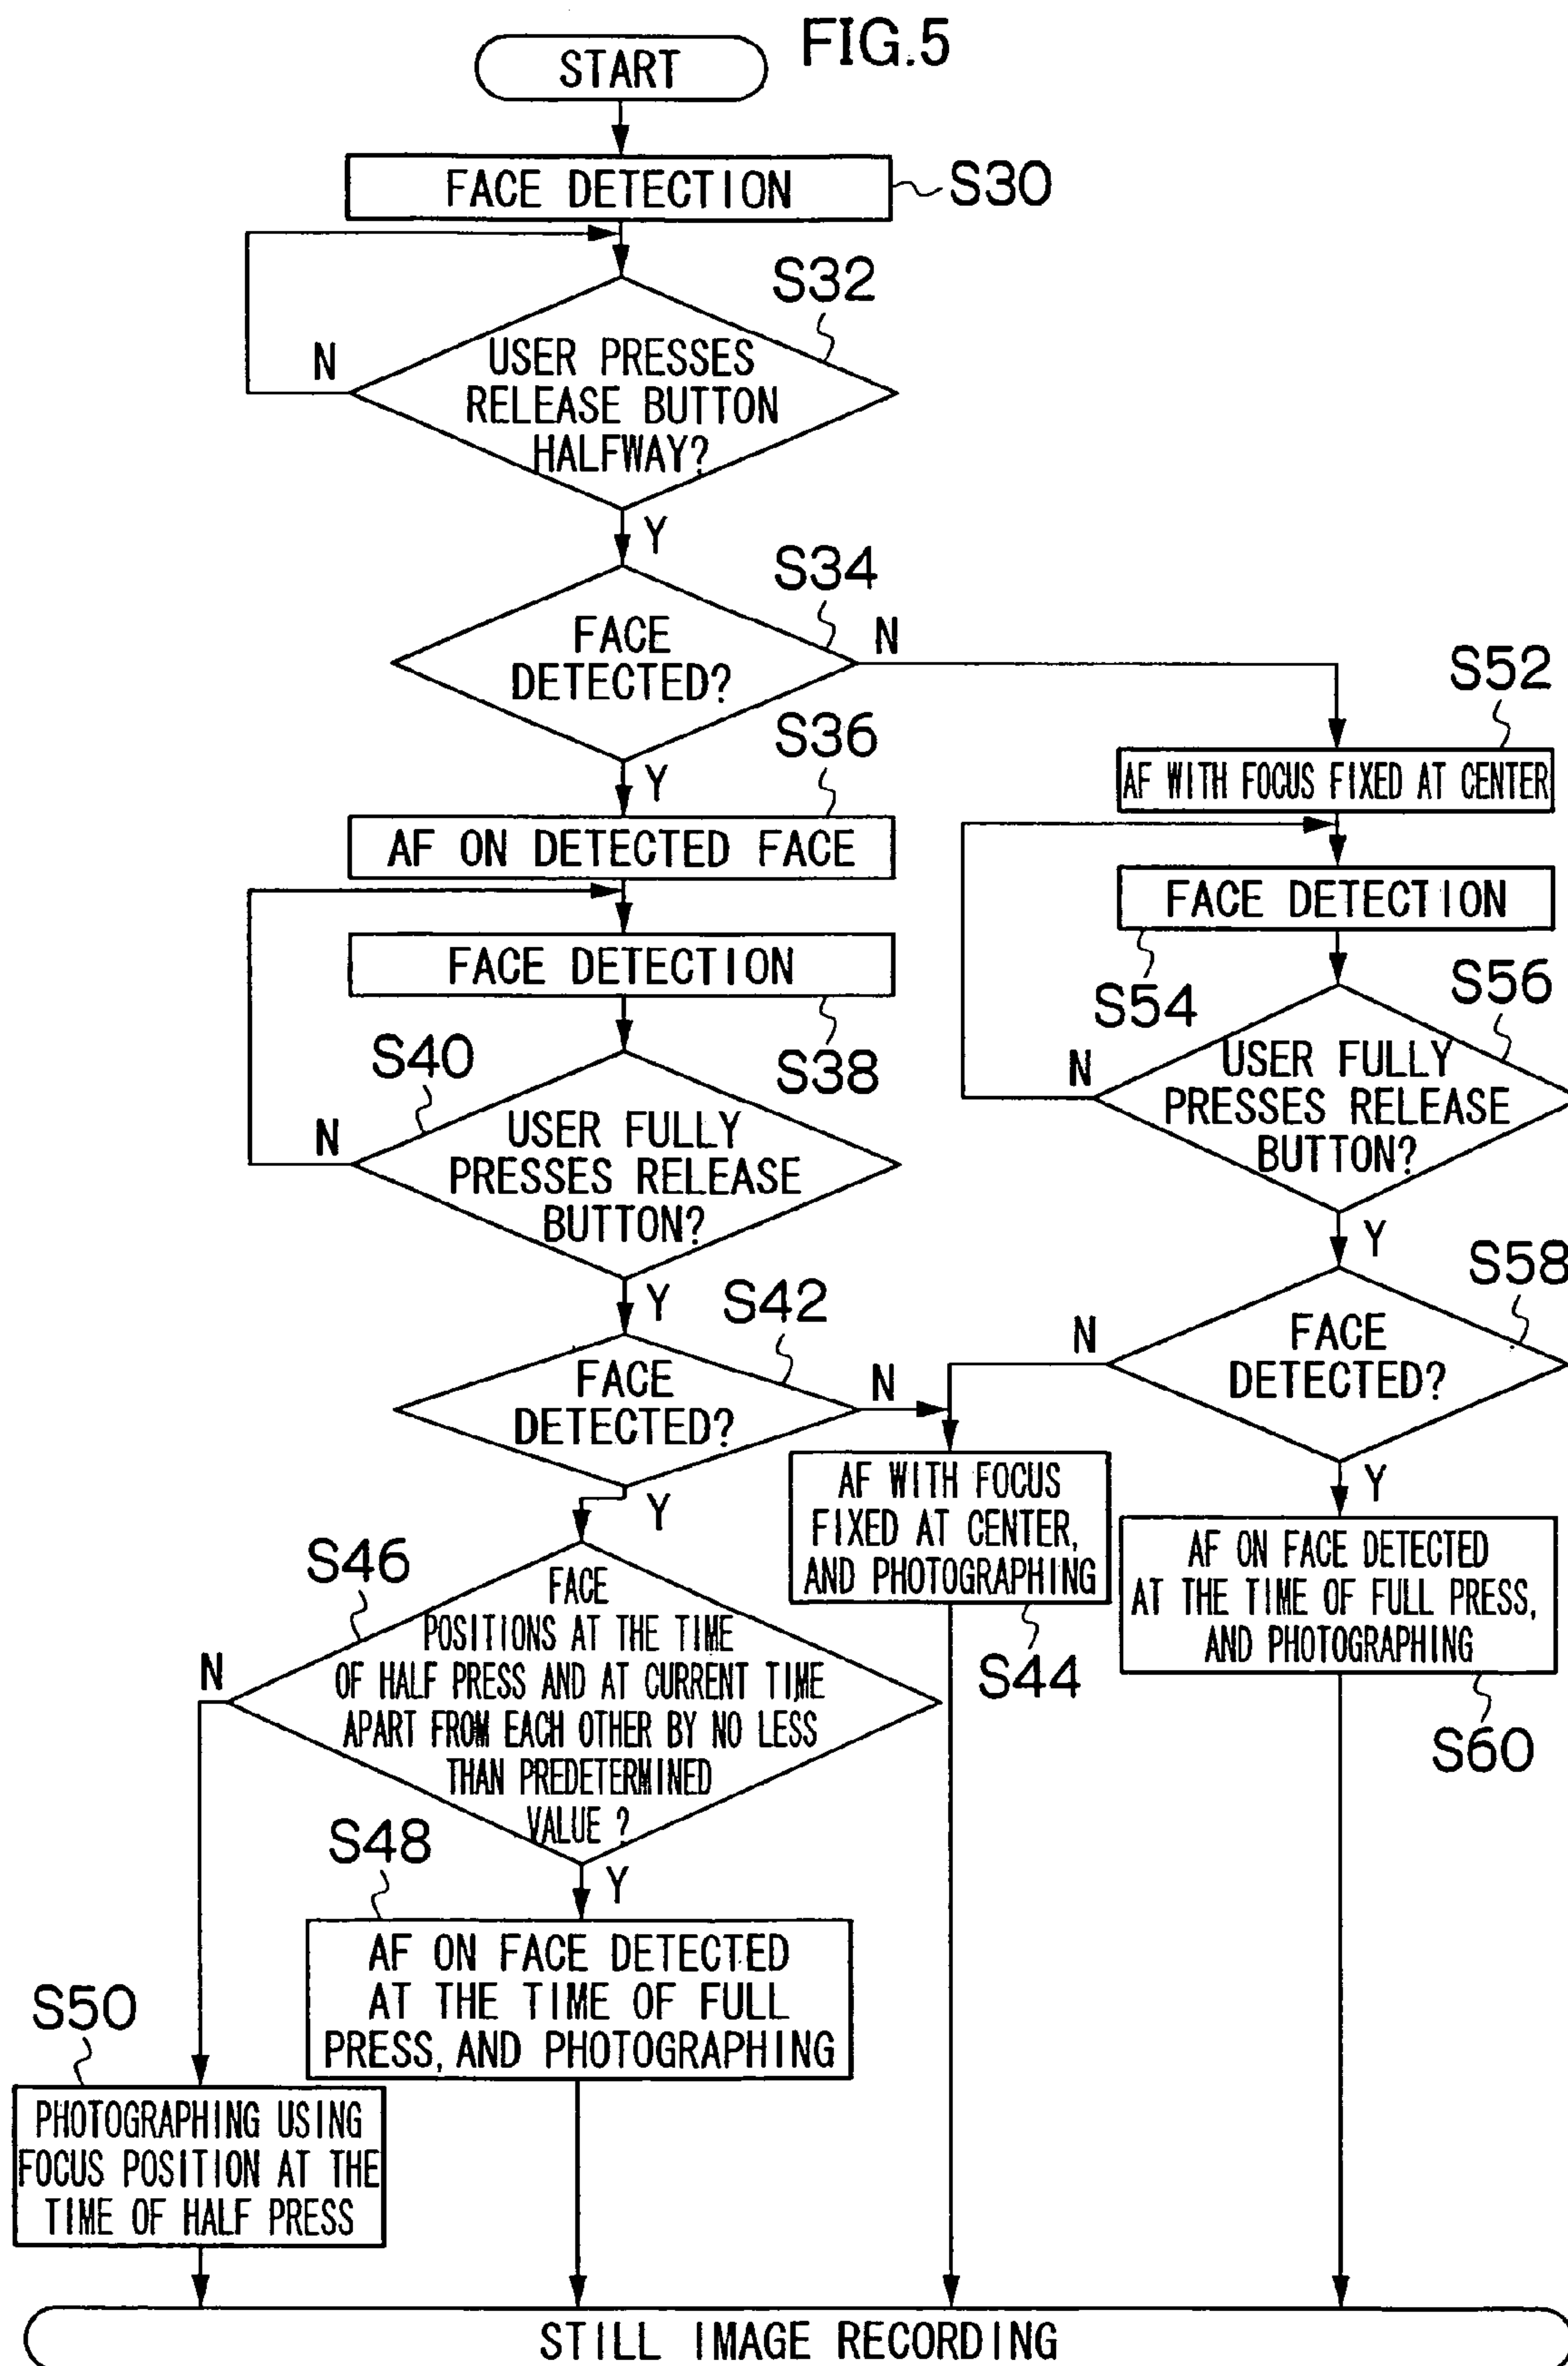 FIG.5
START
FACE DETECTION
S30
S32
USER PRESSES
RELEASE BUTTON
HALFWAY?
N
Y
S34
FACE
DETECTED?
N
Y
S36
AF ON DETECTED FACE
FACE DETECTION
S38
S40
USER FULLY
PRESSES RELEASE
BUTTON?
N
Y
S42
FACE
DETECTED?
N
Y
S46
FACE
POSITIONS AT THE TIME
OF HALF PRESS AND AT CURRENT TIME
APART FROM EACH OTHER BY NO LESS
THAN PREDETERMINED
VALUE ?
N
Y
S48
AF ON FACE DETECTED
AT THE TIME OF FULL
PRESS, AND PHOTOGRAPHING
S50
PHOTOGRAPHING USING
FOCUS POSITION AT THE
TIME OF HALF PRESS
AF WITH FOCUS
FIXED AT CENTER,
AND PHOTOGRAPHING
S44
S52
AF WITH FOCUS FIXED AT CENTER
FACE DETECTION
S54
S56
USER FULLY
PRESSES RELEASE
BUTTON?
N
Y
S58
FACE
DETECTED?
N
Y
AF ON FACE DETECTED
AT THE TIME OF FULL PRESS,
AND PHOTOGRAPHING
S60
STILL IMAGE RECORDING